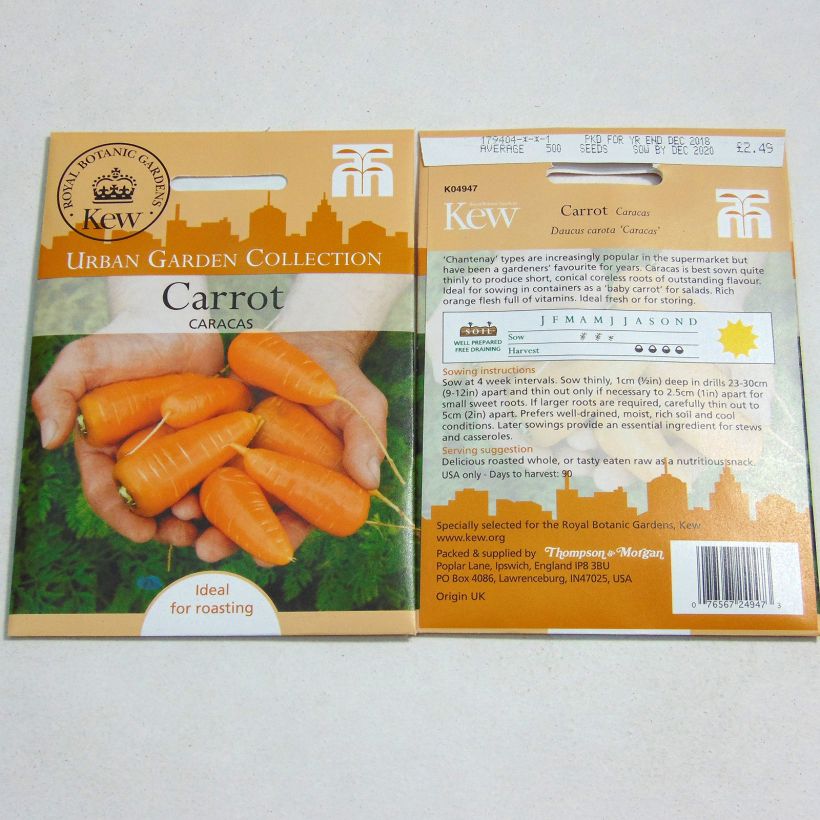 ROYAL BOTANIC GARDENS
Kew
URBAN GARDEN COLLECTION
Carrot
CARACAS
Ideal
for roasting
179404-X-X-1 PKD FOR YR END DEC 2018
AVERAGE 500 SEEDS SOW BY DEC 2020 £2.49
K04947
Royal Botanic Gardens
Kew
Carrot Caracas
Daucus carota 'Caracas'
'Chantenay' types are increasingly popular in the supermarket but
have been a gardeners' favourite for years. Caracas is best sown quite
thinly to produce short, conical coreless roots of outstanding flavour.
Ideal for sowing in containers as a 'baby carrot' for salads. Rich
orange flesh full of vitamins. Ideal fresh or for storing.
SOIL
WELL PREPARED
FREE DRAINING
J F M A M J J A S O N D
Sow
Harvest
Sowing instructions
Sow at 4 week intervals. Sow thinly, 1cm (½in) deep in drills 23-30cm
(9-12in) apart and thin out only if necessary to 2.5cm (1in) apart for
small sweet roots. If larger roots are required, carefully thin out to
5cm (2in) apart. Prefers well-drained, moist, rich soil and cool
conditions. Later sowings provide an essential ingredient for stews
and casseroles.
Serving suggestion
Delicious roasted whole, or tasty eaten raw as a nutritious snack.
USA only - Days to harvest: 90
Specially selected for the Royal Botanic Gardens, Kew
www.kew.org
Packed & supplied by Thompson & Morgan
Poplar Lane, Ipswich, England IP8 3BU
PO Box 4086, Lawrenceburg, IN47025, USA
Origin UK
0 76567 24947 3